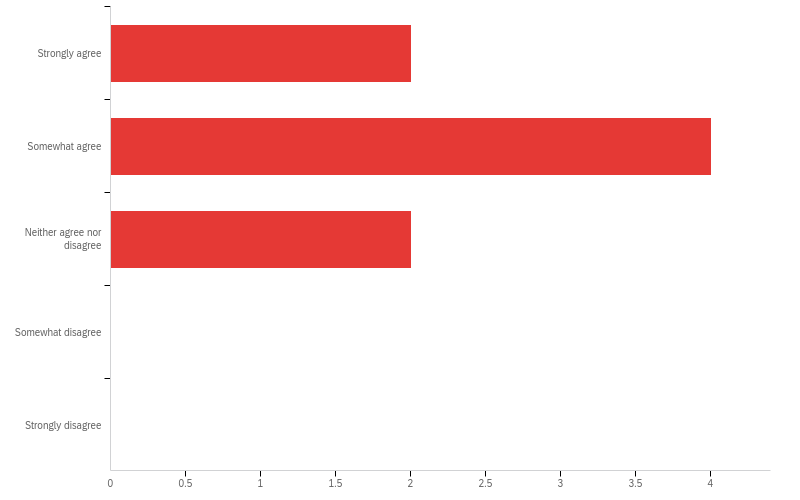 Strongly agree
Somewhat agree
Neither agree nor
disagree
Somewhat disagree
Strongly disagree
0 0.5 1 1.5 2 2.5 3 3.5 4